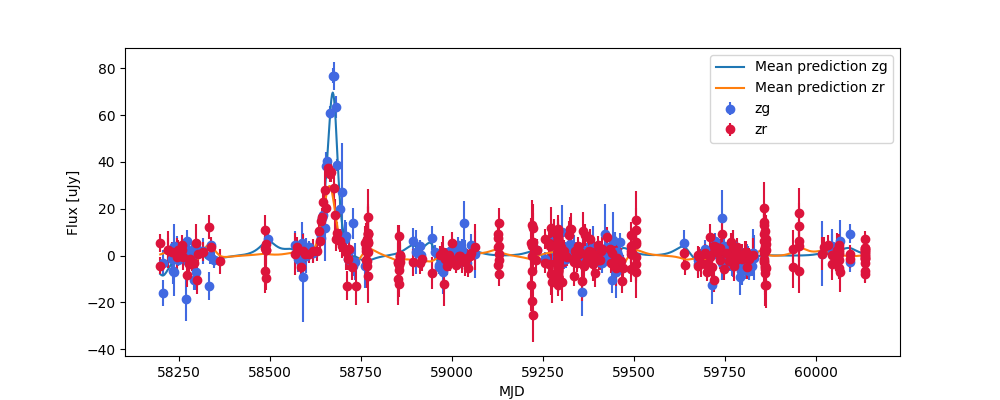 80
60
40
20
0
−20
−40
Flux [uJy]
58250
58500
58750
59000
59250
59500
59750
60000
MJD
Mean prediction zg
Mean prediction zr
zg
zr